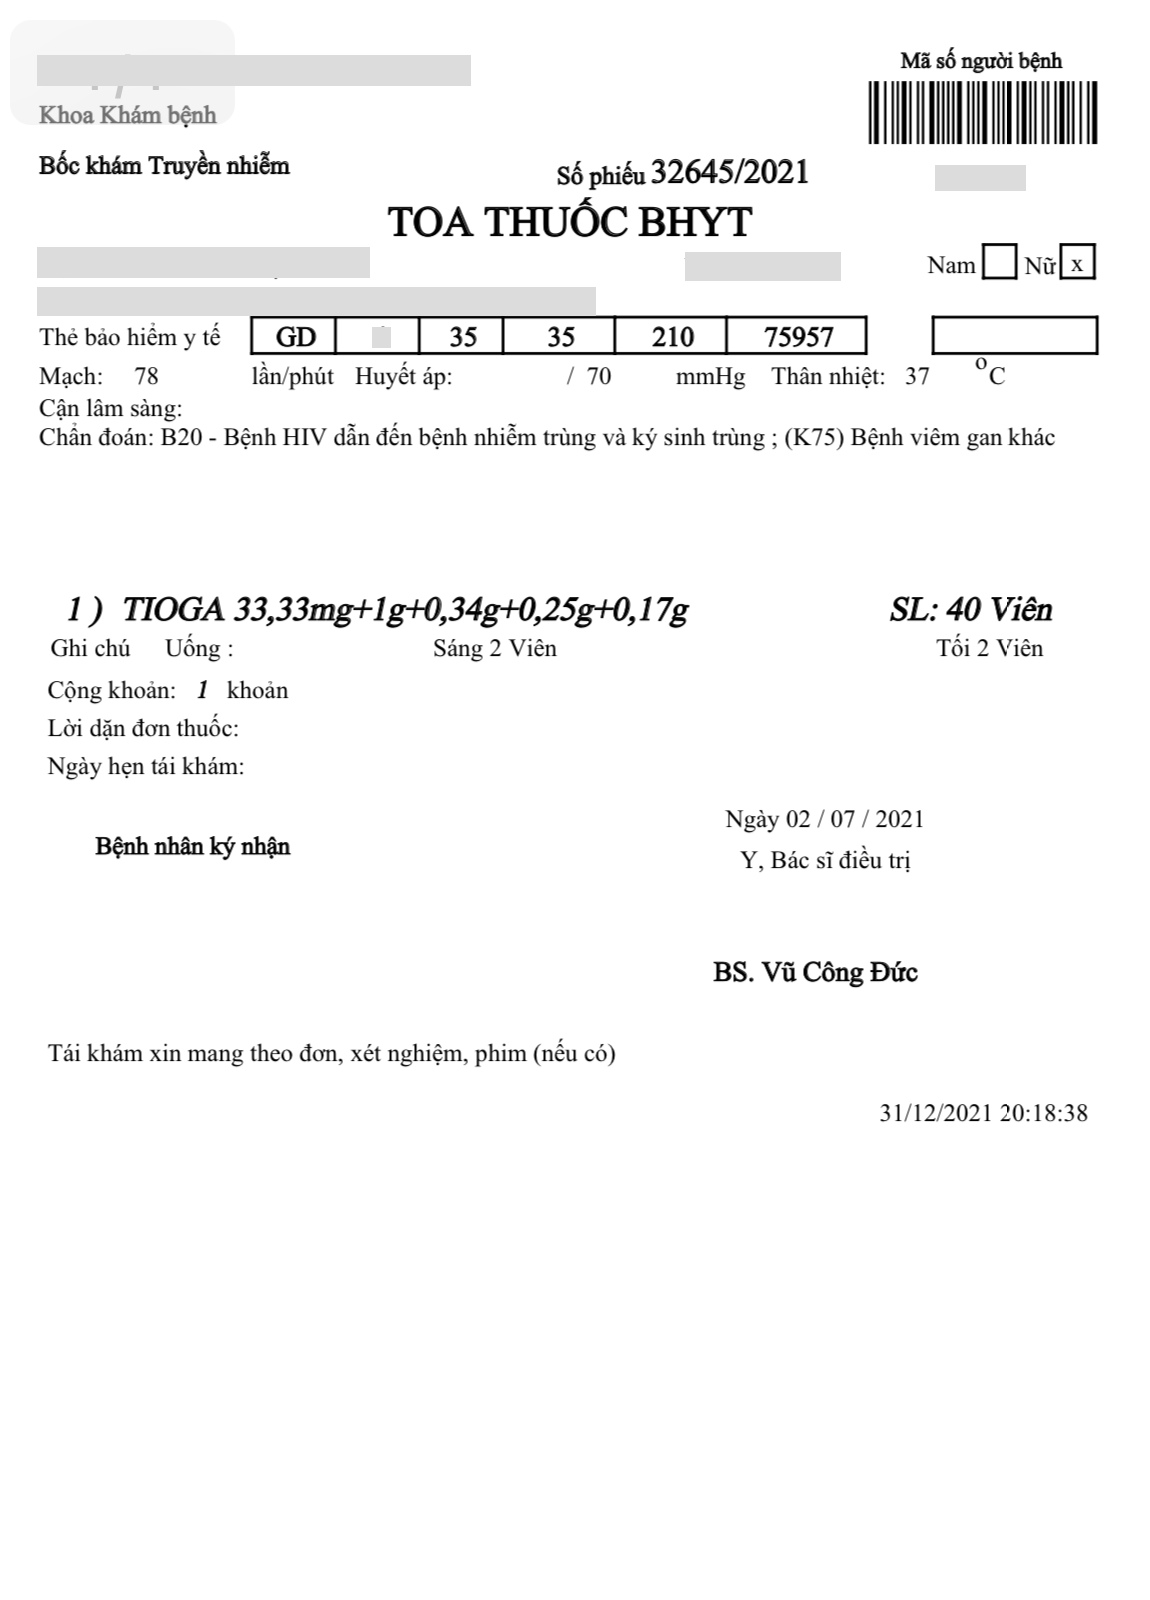 Khoa Khám bệnh
Mã số người bệnh
Bốc khám Truyền nhiễm
Số phiếu 32645/2021
TOA THUỐC BHYT
Nam Nữ x
Thẻ bảo hiểm y tế GD 35 35 210 75957
Mạch: 78 lần/phút Huyết áp: / 70 mmHg Thân nhiệt: 37 oC
Cận lâm sàng:
Chẩn đoán: B20 - Bệnh HIV dẫn đến bệnh nhiễm trùng và ký sinh trùng ; (K75) Bệnh viêm gan khác
1 ) TIOGA 33,33mg+1g+0,34g+0,25g+0,17g SL: 40 Viên
Ghi chú Uống : Sáng 2 Viên Tối 2 Viên
Cộng khoản: 1 khoản
Lời dặn đơn thuốc:
Ngày hẹn tái khám:
Ngày 02 / 07 / 2021
Bệnh nhân ký nhận
Y, Bác sĩ điều trị
BS. Vũ Công Đức
Tái khám xin mang theo đơn, xét nghiệm, phim (nếu có)
31/12/2021 20:18:38